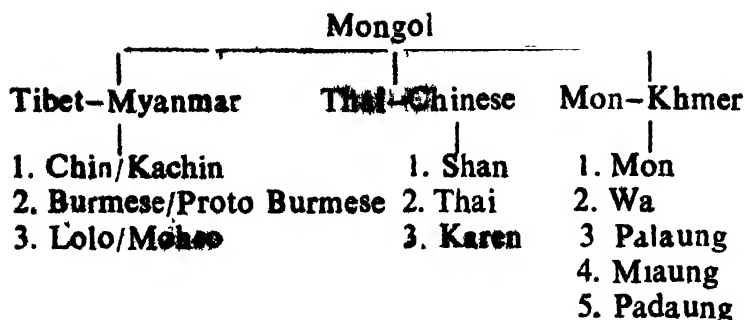 Mongol
Tibet-Myanmar Thai-Chinese Mon-Khmer
1. Chin/Kachin 1. Shan 1. Mon
2. Burmese/Proto Burmese 2. Thai 2. Wa
3. Lolo/ 3. Karen 3 Palaung
4. Miaung
5. Padaung